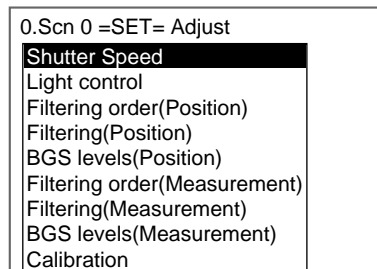 0.Scn 0 =SET= Adjust
Shutter Speed
Light control
Filtering order(Position)
Filtering(Position)
BGS levels(Position)
Filtering order(Measurement)
Filtering(Measurement)
BGS levels(Measurement)
Calibration